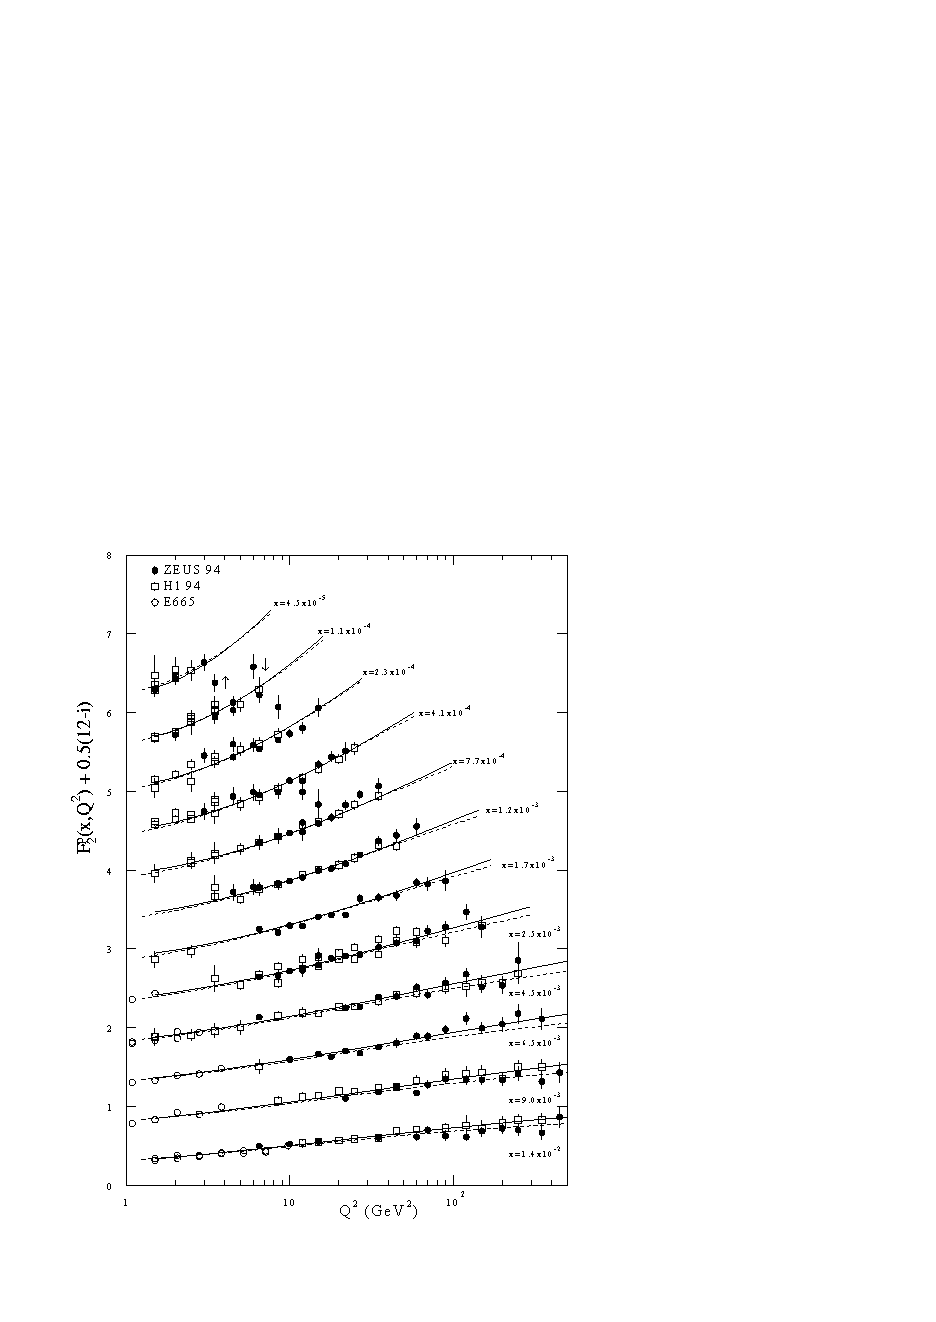 8
ZEUS 94
H1 94
E665
x=4.5x10⁻⁵
x=1.1x10⁻⁴
7
x=2.3x10⁻⁴
6
x=4.1x10⁻⁴
x=7.7x10⁻⁴
5
x=1.2x10⁻³
x=1.7x10⁻³
4
x=2.5x10⁻³
3
x=4.5x10⁻³
2
x=4.5x10⁻³
1
x=9.0x10⁻³
x=1.4x10⁻²
0
F₂ᵖ(x,Q²) + 0.5(12-i)
1 10 10²
Q² (GeV²)